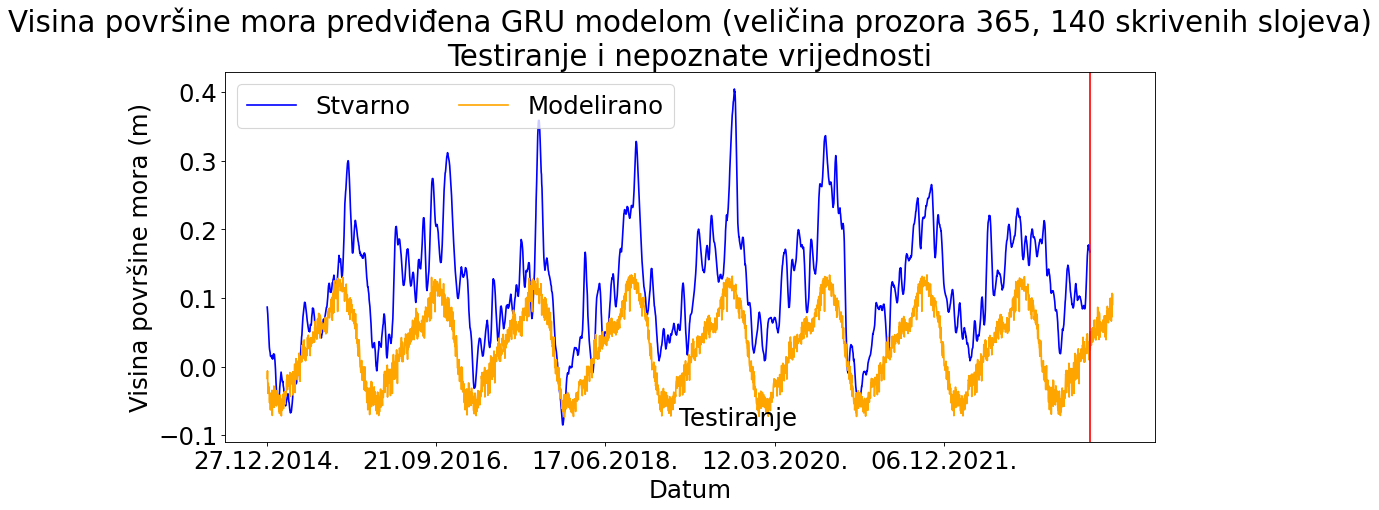 Visina površine mora predviđena GRU modelom (veličina prozora 365, 140 skrivenih slojeva)
Testiranje i nepoznate vrijednosti
Stvarno
Modelirano
Visina površine mora (m)
0.4
0.3
0.2
0.1
0.0
−0.1
Testiranje
27.12.2014.
21.09.2016.
17.06.2018.
12.03.2020.
06.12.2021.
Datum